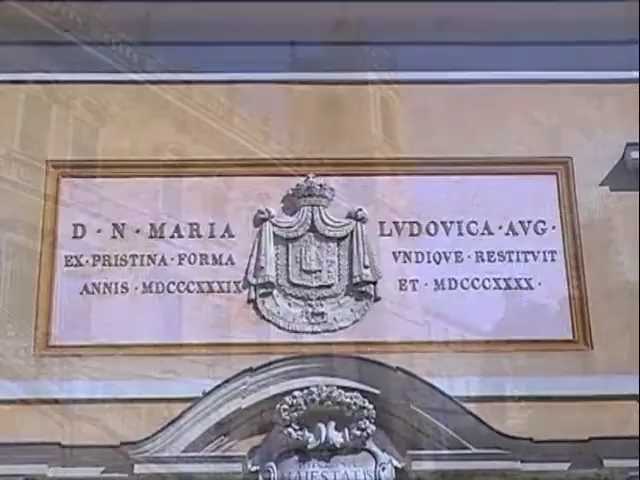 D · N · MARIA LVDOVICA · AVG ·
EX · PRISTINA · FORMA VNDIQVE · RESTITVIT
ANNIS · MDCCCXXXIX ET · MDCCCXXXX ·